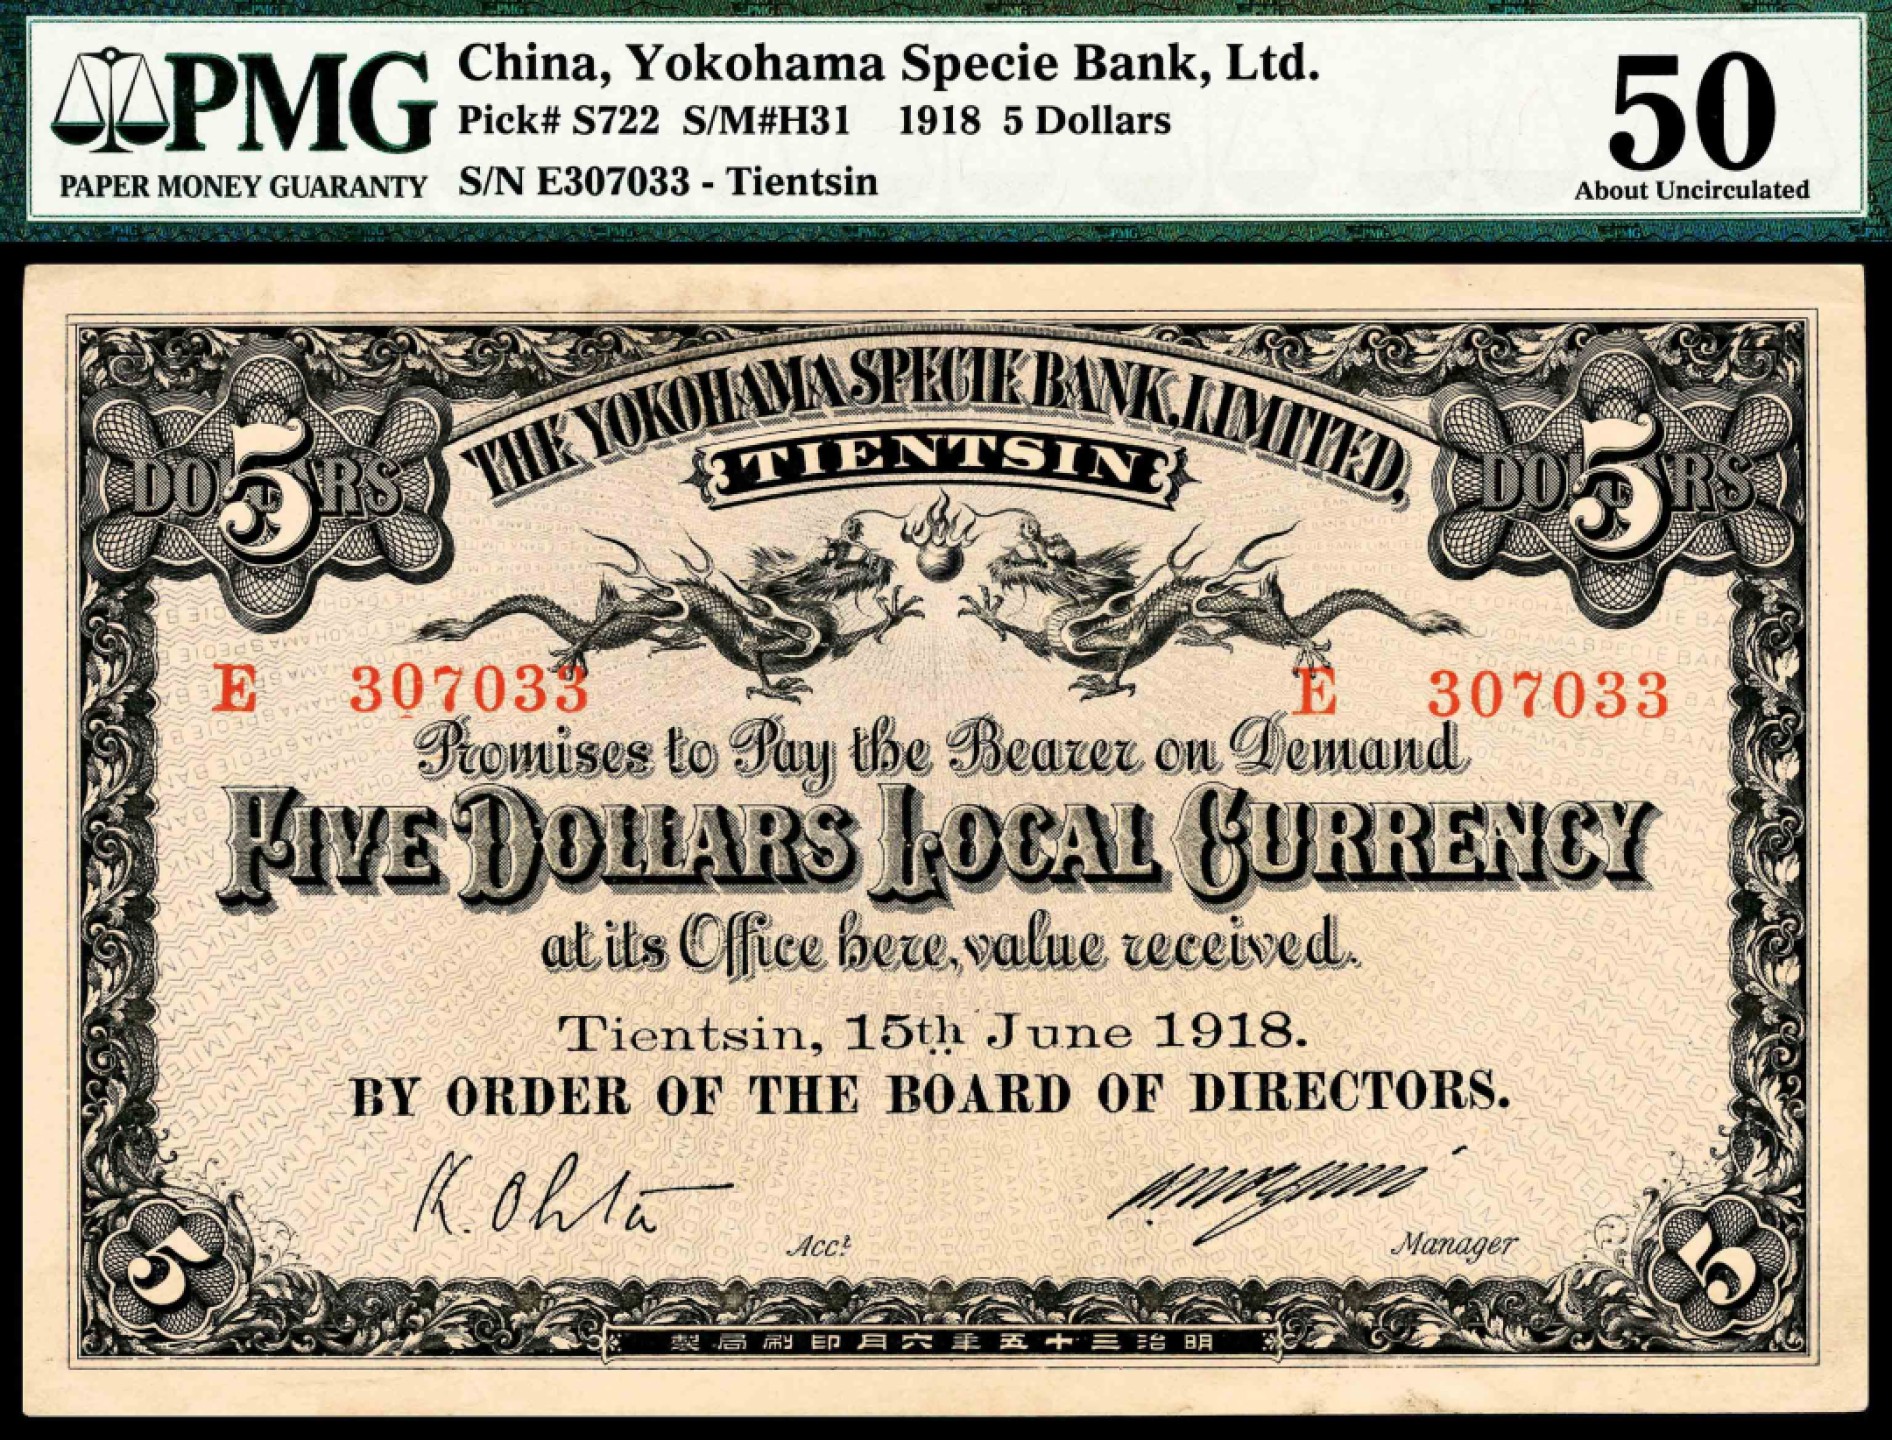 PMG
PAPER MONEY GUARANTY
China, Yokohama Specie Bank, Ltd.
Pick# S722 S/M#H31 1918 5 Dollars
S/N E307033 - Tientsin
50
About Uncirculated
THE YOKOHAMA SPECIE BANK, LIMITED,
TIENTSIN
5 DOLLARS
5 DOLLARS
E 307033
E 307033
Promises to Pay the Bearer on Demand
FIVE DOLLARS LOCAL CURRENCY
at its Office here, value received.
Tientsin, 15th June 1918.
BY ORDER OF THE BOARD OF DIRECTORS.
K. Ohta
Acct
Manager
5
5
製局刷印月六年五十三治明